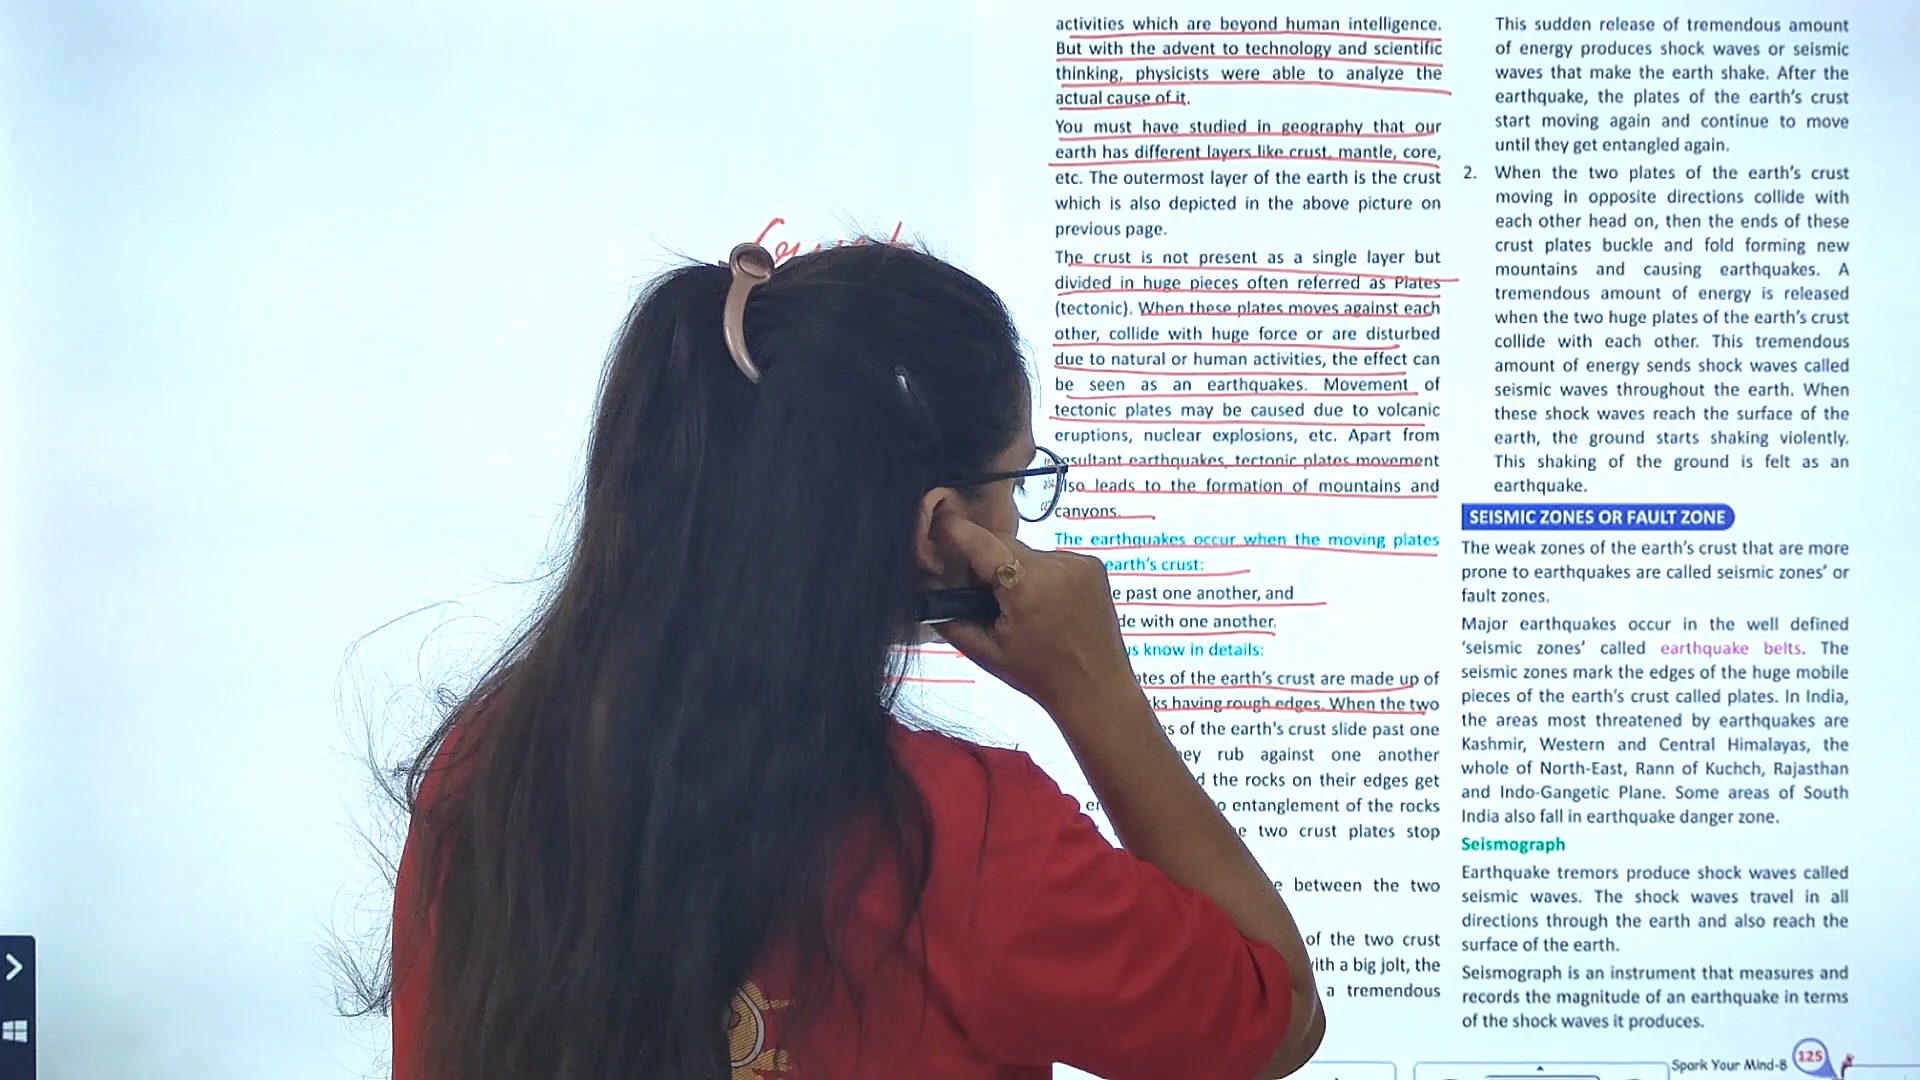 activities which are beyond human intelligence.
But with the advent to technology and scientific
thinking, physicists were able to analyze the
actual cause of it.
You must have studied in geography that our
earth has different layers like crust, mantle, core,
etc. The outermost layer of the earth is the crust
which is also depicted in the above picture on
previous page.
The crust is not present as a single layer but
divided in huge pieces often referred as Plates
(tectonic). When these plates moves against each
other, collide with huge force or are disturbed
due to natural or human activities, the effect can
be seen as an earthquakes. Movement of
tectonic plates may be caused due to volcanic
eruptions, nuclear explosions, etc. Apart from
earthquakes, tectonic plates movement
leads to the formation of mountains and
canyons.
The earthquakes occur when the moving plates
earth's crust:
past one another, and
with one another.
know in details:
of the earth's crust are made up of
having rough edges. When the two
of the earth's crust slide past one
rub against one another
the rocks on their edges get
entanglement of the rocks
two crust plates stop
between the two
of the two crust
with a big jolt, the
a tremendous
This sudden release of tremendous amount
of energy produces shock waves or seismic
waves that make the earth shake. After the
earthquake, the plates of the earth's crust
start moving again and continue to move
until they get entangled again.
2. When the two plates of the earth's crust
moving in opposite directions collide with
each other head on, then the ends of these
crust plates buckle and fold forming new
mountains and causing earthquakes. A
tremendous amount of energy is released
when the two huge plates of the earth's crust
collide with each other. This tremendous
amount of energy sends shock waves called
seismic waves throughout the earth. When
these shock waves reach the surface of the
earth, the ground starts shaking violently.
This shaking of the ground is felt as an
earthquake.
SEISMIC ZONES OR FAULT ZONE
The weak zones of the earth's crust that are more
prone to earthquakes are called seismic zones' or
fault zones.
Major earthquakes occur in the well defined
'seismic zones' called earthquake belts. The
seismic zones mark the edges of the huge mobile
pieces of the earth's crust called plates. In India,
the areas most threatened by earthquakes are
Kashmir, Western and Central Himalayas, the
whole of North-East, Rann of Kuchch, Rajasthan
and Indo-Gangetic Plane. Some areas of South
India also fall in earthquake danger zone.
Seismograph
Earthquake tremors produce shock waves called
seismic waves. The shock waves travel in all
directions through the earth and also reach the
surface of the earth.
Seismograph is an instrument that measures and
records the magnitude of an earthquake in terms
of the shock waves it produces.
Spark Your Mind-8 125